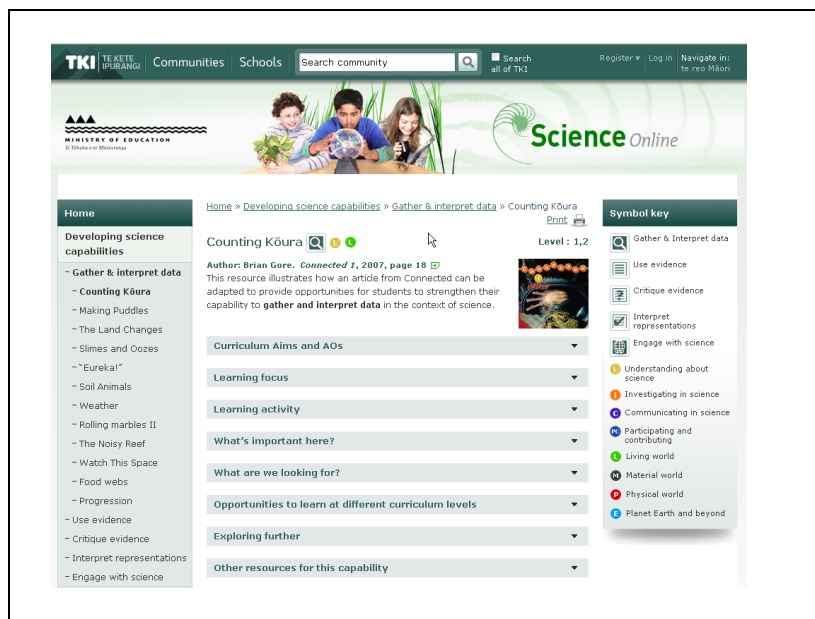 TKI TE KETE IPURANGI Communities Schools Search community Search all of TKI Register Log in Navigate in: te reo Māori
MINISTRY OF EDUCATION
Te Tāhuhu o te Mātauranga
Science Online
Home
Developing science
capabilities
– Gather & interpret data
– Counting Kōura
– Making Puddles
– The Land Changes
– Slimes and Oozes
– "Eureka!"
– Soil Animals
– Weather
– Rolling marbles II
– The Noisy Reef
– Watch This Space
– Food webs
– Progression
– Use evidence
– Critique evidence
– Interpret representations
– Engage with science
Home » Developing science capabilities » Gather & interpret data » Counting Kōura
Print
Counting Kōura U L Level : 1,2
Author: Brian Gore. Connected 1, 2007, page 18
This resource illustrates how an article from Connected can be
adapted to provide opportunities for students to strengthen their
capability to gather and interpret data in the context of science.
Curriculum Aims and AOs
Learning focus
Learning activity
What's important here?
What are we looking for?
Opportunities to learn at different curriculum levels
Exploring further
Other resources for this capability
Symbol key
Gather & Interpret data
Use evidence
Critique evidence
Interpret
representations
Engage with science
U Understanding about
science
I Investigating in science
C Communicating in science
PC Participating and
contributing
L Living world
M Material world
P Physical world
E Planet Earth and beyond